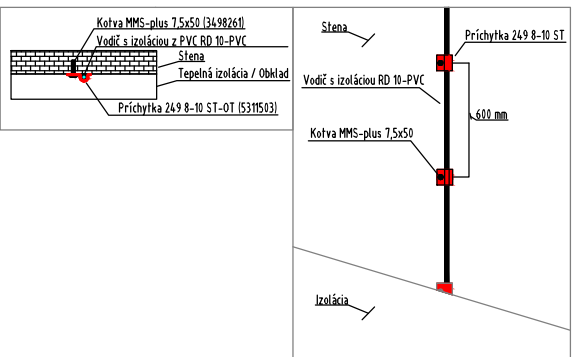 Kotva MMS-plus 7,5x50 (3498261)
Vodič s izoláciou z PVC RD 10-PVC
Stena
Tepelná izolácia / Obklad
Príchytka 249 8-10 ST-OT (5311503)
Stena
Príchytka 249 8-10 ST
Vodič s izoláciou RD 10-PVC
600 mm
Kotva MMS-plus 7,5x50
Izolácia